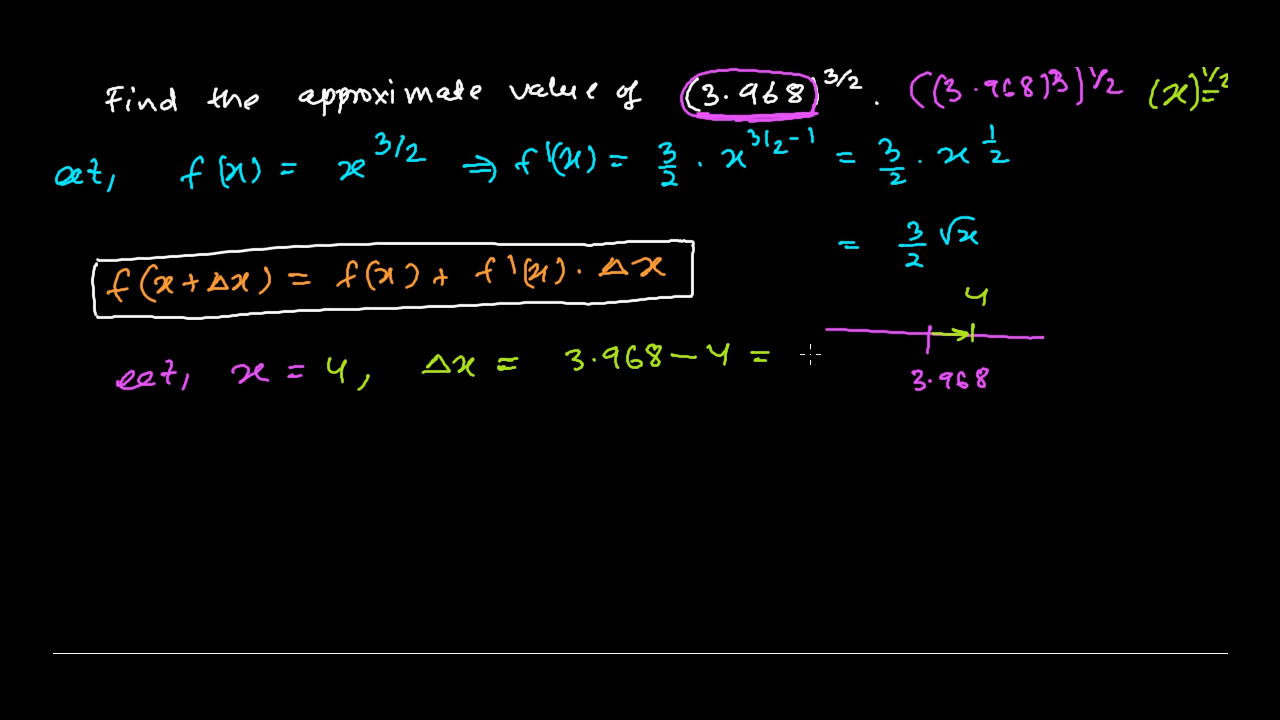 Find the approximate value of (3.968)^3/2 . ((3.968)^3)^1/2 (x)^1/2
Let, f(x) = x^3/2 ⇒ f'(x) = 3/2 · x^3/2-1 = 3/2 · x^1/2
= 3/2 √x
f(x + Δx) = f(x) + f'(x) · Δx
4
Let, x = 4, Δx = 3.968 - 4 =
3.968